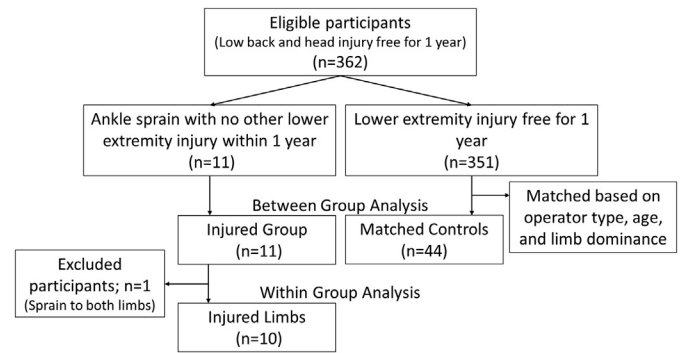 Eligible participants
(Low back and head injury free for 1 year)
(n=362)
Ankle sprain with no other lower
extremity injury within 1 year
(n=11)
Lower extremity injury free for 1
year
(n=351)
Matched based on
operator type, age,
and limb dominance
Between Group Analysis
Injured Group
(n=11)
Matched Controls
(n=44)
Excluded
participants; n=1
(Sprain to both limbs)
Within Group Analysis
Injured Limbs
(n=10)